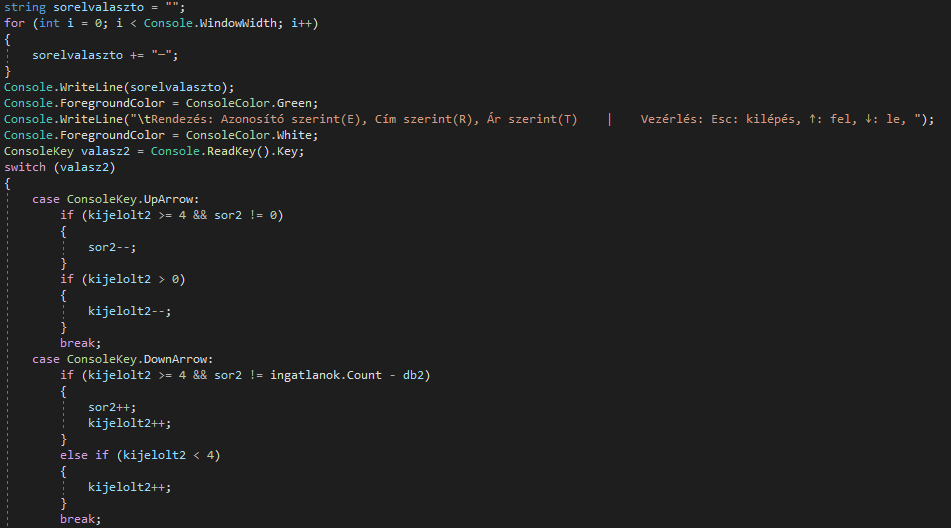 string sorelvalaszto = "";
for (int i = 0; i < Console.WindowWidth; i++)
{
    sorelvalaszto += "─";
}
Console.WriteLine(sorelvalaszto);
Console.ForegroundColor = ConsoleColor.Green;
Console.WriteLine("\tRendezés: Azonosító szerint(E), Cím szerint(R), Ár szerint(T)    |    Vezérlés: Esc: kilépés, ↑: fel, ↓: le, ");
Console.ForegroundColor = ConsoleColor.White;
ConsoleKey valasz2 = Console.ReadKey().Key;
switch (valasz2)
{
    case ConsoleKey.UpArrow:
        if (kijelolt2 >= 4 && sor2 != 0)
        {
            sor2--;
        }
        if (kijelolt2 > 0)
        {
            kijelolt2--;
        }
        break;
    case ConsoleKey.DownArrow:
        if (kijelolt2 >= 4 && sor2 != ingatlanok.Count - db2)
        {
            sor2++;
            kijelolt2++;
        }
        else if (kijelolt2 < 4)
        {
            kijelolt2++;
        }
        break;